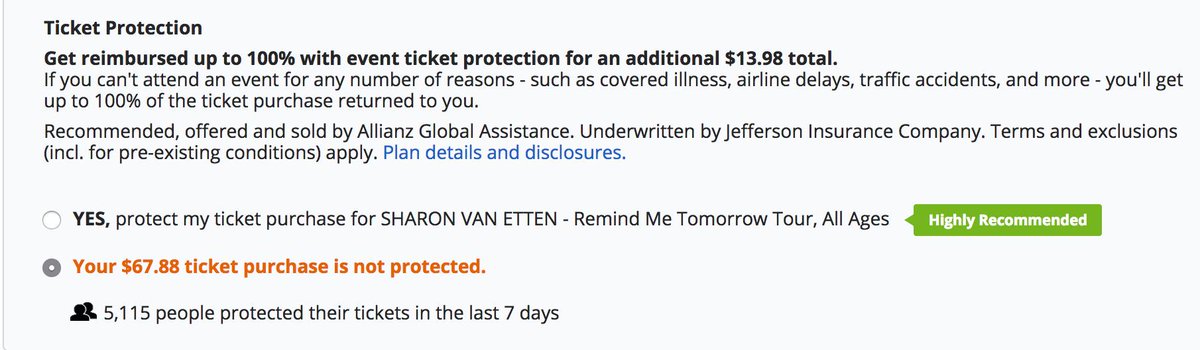 Ticket Protection
Get reimbursed up to 100% with event ticket protection for an additional $13.98 total.
If you can't attend an event for any number of reasons - such as covered illness, airline delays, traffic accidents, and more - you'll get
up to 100% of the ticket purchase returned to you.
Recommended, offered and sold by Allianz Global Assistance. Underwritten by Jefferson Insurance Company. Terms and exclusions
(incl. for pre-existing conditions) apply. Plan details and disclosures.
YES, protect my ticket purchase for SHARON VAN ETTEN - Remind Me Tomorrow Tour, All Ages Highly Recommended
Your $67.88 ticket purchase is not protected.
5,115 people protected their tickets in the last 7 days